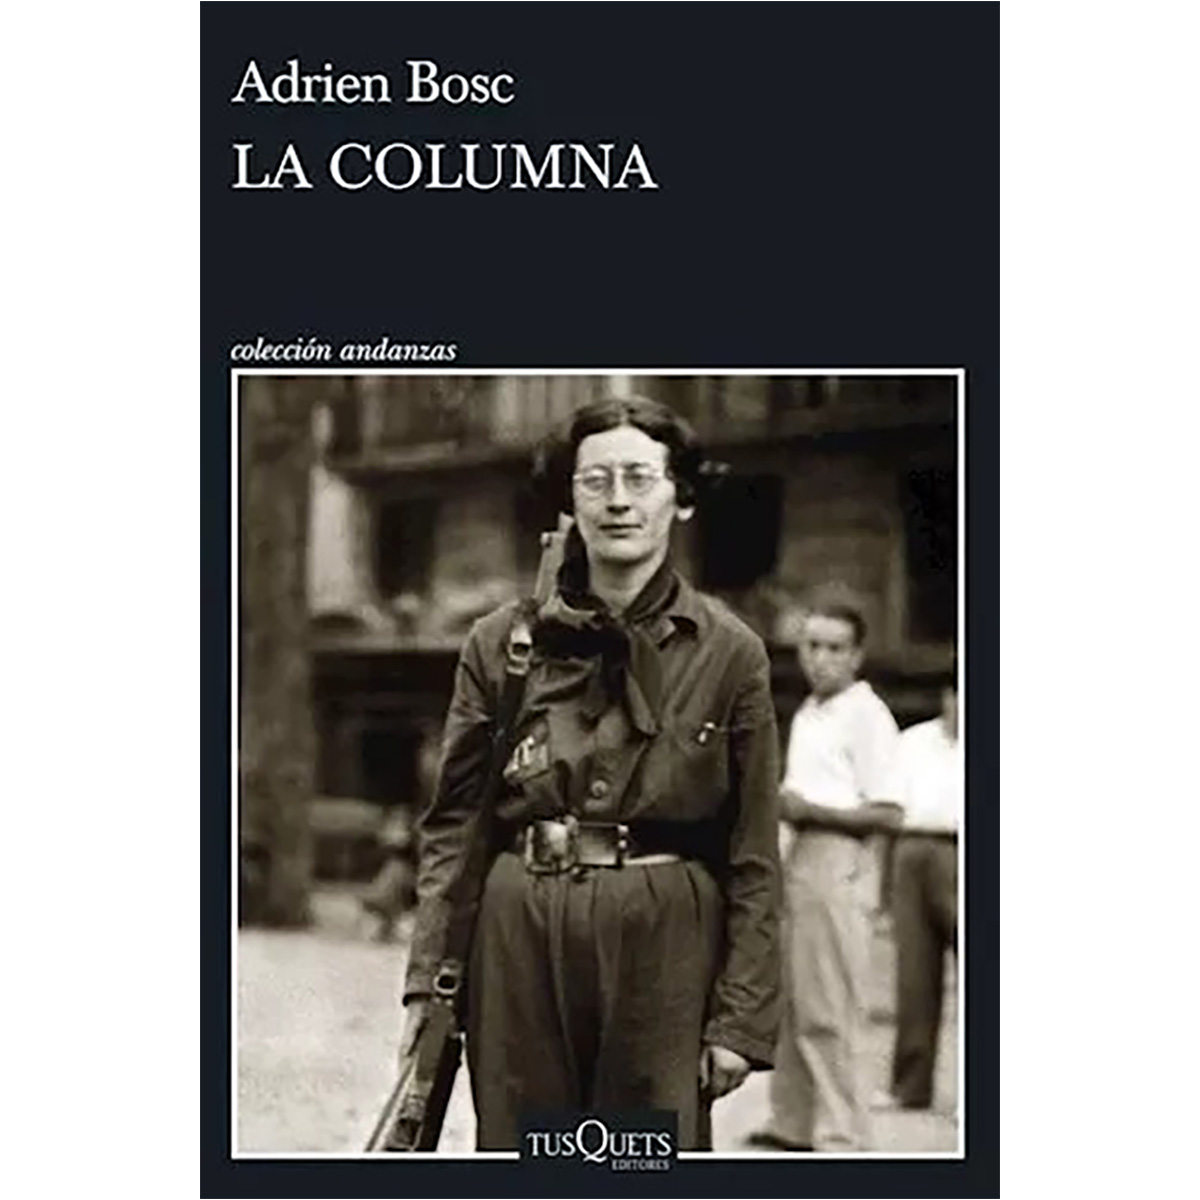 Adrien Bosc
LA COLUMNA
colección andanzas
TUSQUETS
EDITORES